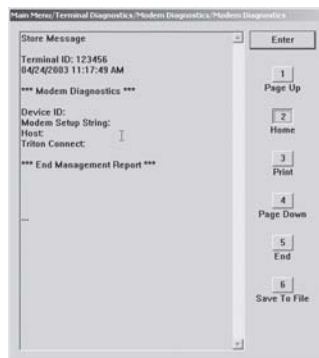 Main Menu/Terminal Diagnostics/Modem Diagnostics/Modem Diagnostics
Store Message
Terminal ID: 123456
04/24/2003 11:17:49 AM
*** Modem Diagnostics ***
Device ID:
Modem Setup String:
Host:
Triton Connect:
*** End Management Report ***
...
Enter
1
Page Up
2
Home
3
Print
4
Page Down
5
End
6
Save To File